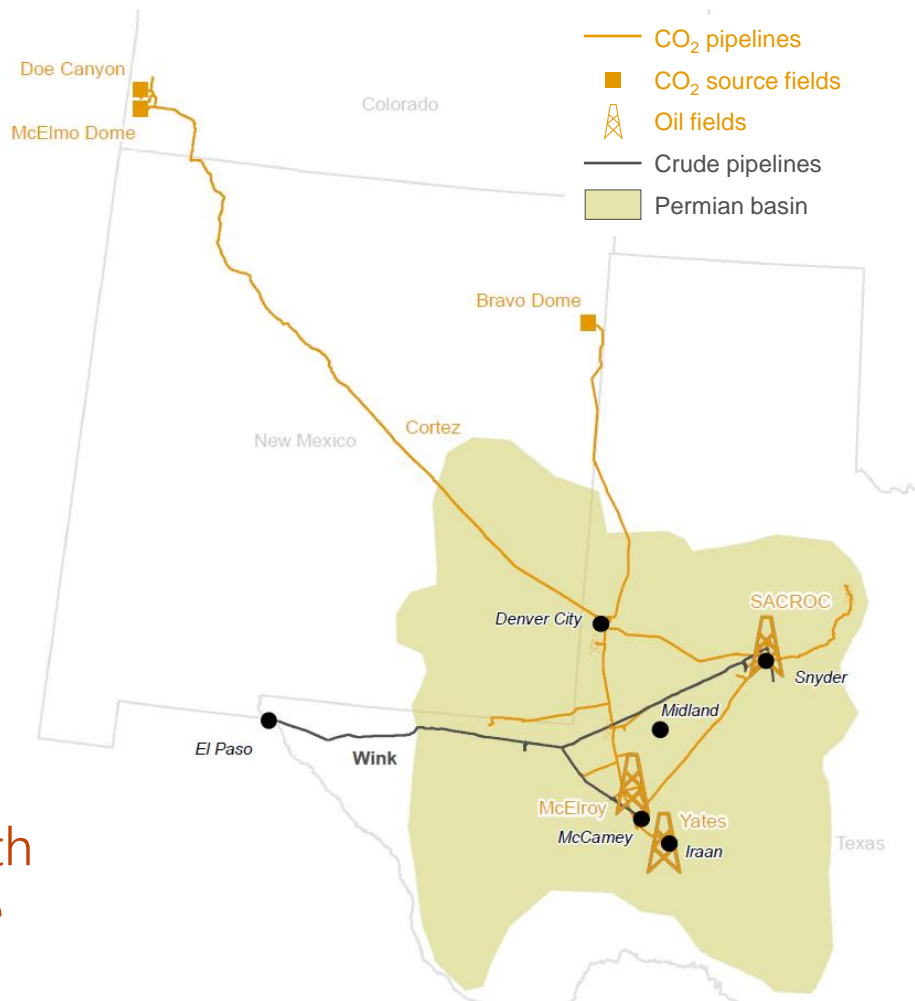 CO₂ pipelines
CO₂ source fields
Oil fields
Crude pipelines
Permian basin
Doe Canyon
McElmo Dome
Colorado
Bravo Dome
Cortez
New Mexico
Denver City
SACROC
Snyder
Midland
El Paso
Wink
McElroy
McCamey
Yates
Iraan
Texas